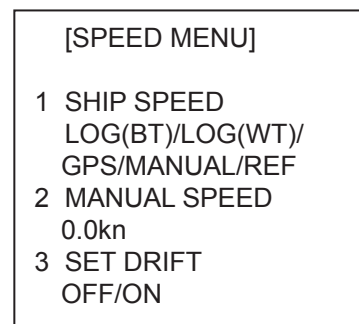 [SPEED MENU]
1 SHIP SPEED
LOG(BT)/LOG(WT)/
GPS/MANUAL/REF
2 MANUAL SPEED
0.0kn
3 SET DRIFT
OFF/ON